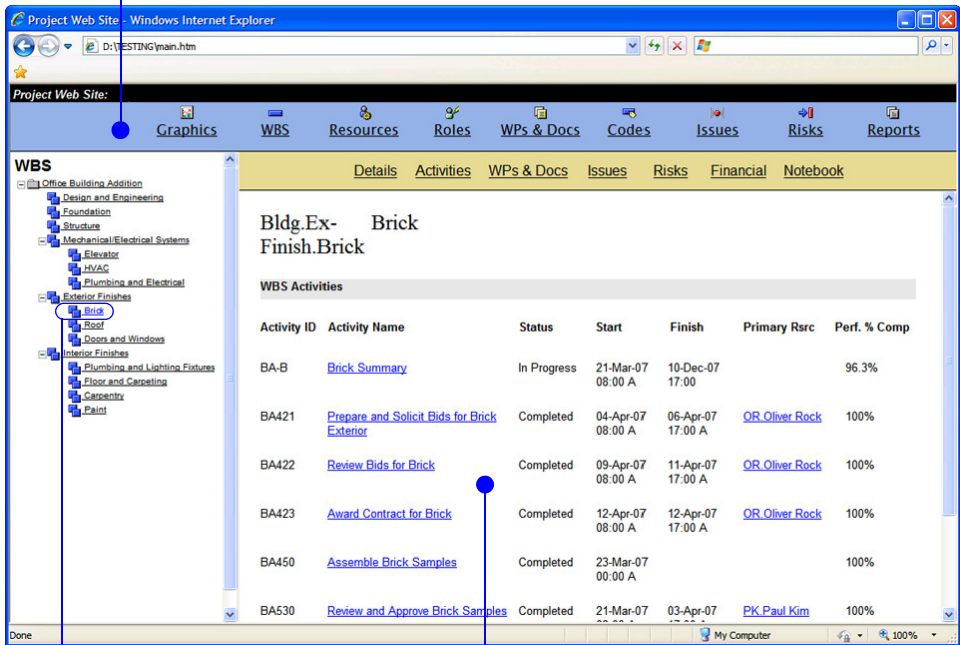 Project Web Site - Windows Internet Explorer
D:\TESTING\main.htm
Project Web Site:
Graphics WBS Resources Roles WPs & Docs Codes Issues Risks Reports
WBS
Office Building Addition
Design and Engineering
Foundation
Structure
Mechanical/Electrical Systems
Elevator
HVAC
Plumbing and Electrical
Exterior Finishes
Brick
Roof
Doors and Windows
Interior Finishes
Plumbing and Lighting Fixtures
Floor and Carpeting
Carpentry
Paint
Details Activities WPs & Docs Issues Risks Financial Notebook
Bldg.Ex- Brick
Finish.Brick
WBS Activities
Activity ID Activity Name Status Start Finish Primary Rsrc Perf. % Comp
BA-B Brick Summary In Progress 21-Mar-07 10-Dec-07 96.3%
08:00 A 17:00
BA421 Prepare and Solicit Bids for Brick Completed 04-Apr-07 06-Apr-07 OR.Oliver Rock 100%
Exterior 08:00 A 17:00 A
BA422 Review Bids for Brick Completed 09-Apr-07 11-Apr-07 OR.Oliver Rock 100%
08:00 A 17:00 A
BA423 Award Contract for Brick Completed 12-Apr-07 12-Apr-07 OR.Oliver Rock 100%
08:00 A 17:00 A
BA450 Assemble Brick Samples Completed 23-Mar-07 100%
00:00 A
BA530 Review and Approve Brick Samples Completed 21-Mar-07 03-Apr-07 PK.Paul Kim 100%
Done My Computer 100%